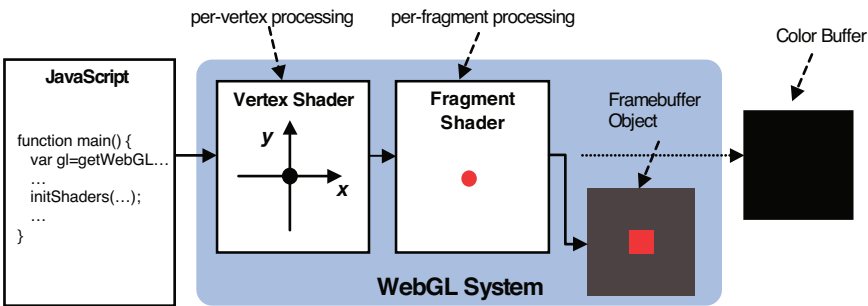 per-vertex processing
per-fragment processing
Color Buffer
JavaScript
function main() {
var gl=getWebGL…
…
initShaders(…);
…
}
Vertex Shader
y
x
Fragment
Shader
Framebuffer
Object
WebGL System